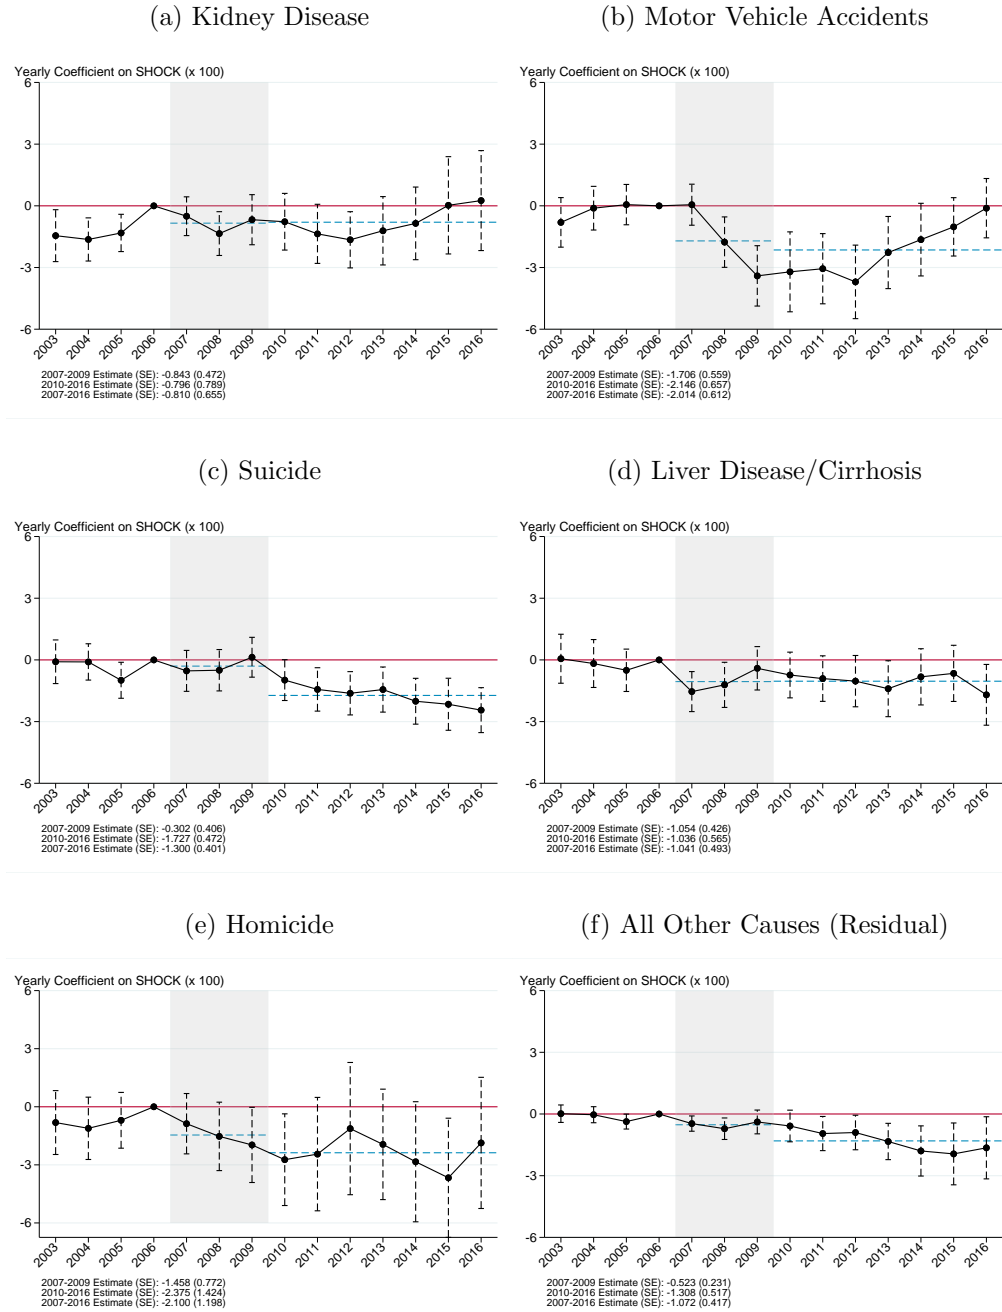 (a) Kidney Disease
Yearly Coefficient on SHOCK (x 100)
6
3
0
-3
-6
2003 2004 2005 2006 2007 2008 2009 2010 2011 2012 2013 2014 2015 2016
2007-2009 Estimate (SE): -0.843 (0.472)
2010-2016 Estimate (SE): -0.796 (0.789)
2007-2016 Estimate (SE): -0.810 (0.655)
(b) Motor Vehicle Accidents
Yearly Coefficient on SHOCK (x 100)
6
3
0
-3
-6
2003 2004 2005 2006 2007 2008 2009 2010 2011 2012 2013 2014 2015 2016
2007-2009 Estimate (SE): -1.706 (0.559)
2010-2016 Estimate (SE): -2.146 (0.657)
2007-2016 Estimate (SE): -2.014 (0.612)
(c) Suicide
Yearly Coefficient on SHOCK (x 100)
6
3
0
-3
-6
2003 2004 2005 2006 2007 2008 2009 2010 2011 2012 2013 2014 2015 2016
2007-2009 Estimate (SE): -0.302 (0.406)
2010-2016 Estimate (SE): -1.727 (0.472)
2007-2016 Estimate (SE): -1.300 (0.401)
(d) Liver Disease/Cirrhosis
Yearly Coefficient on SHOCK (x 100)
6
3
0
-3
-6
2003 2004 2005 2006 2007 2008 2009 2010 2011 2012 2013 2014 2015 2016
2007-2009 Estimate (SE): -1.054 (0.426)
2010-2016 Estimate (SE): -1.036 (0.565)
2007-2016 Estimate (SE): -1.041 (0.493)
(e) Homicide
Yearly Coefficient on SHOCK (x 100)
6
3
0
-3
-6
2003 2004 2005 2006 2007 2008 2009 2010 2011 2012 2013 2014 2015 2016
2007-2009 Estimate (SE): -1.458 (0.772)
2010-2016 Estimate (SE): -2.375 (1.424)
2007-2016 Estimate (SE): -2.100 (1.198)
(f) All Other Causes (Residual)
Yearly Coefficient on SHOCK (x 100)
6
3
0
-3
-6
2003 2004 2005 2006 2007 2008 2009 2010 2011 2012 2013 2014 2015 2016
2007-2009 Estimate (SE): -0.523 (0.231)
2010-2016 Estimate (SE): -1.308 (0.517)
2007-2016 Estimate (SE): -1.072 (0.417)